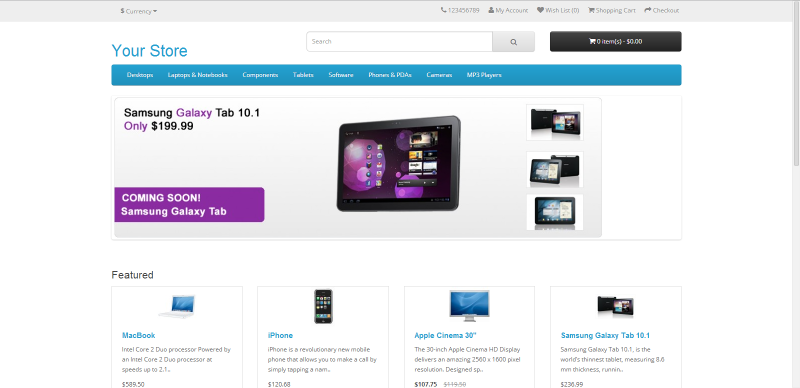 $ Currency
123456789 My Account Wish List (0) Shopping Cart Checkout
Your Store
Search
0 item(s) - $0.00
Desktops Laptops & Notebooks Components Tablets Software Phones & PDAs Cameras MP3 Players
Samsung Galaxy Tab 10.1
Only $199.99
COMING SOON!
Samsung Galaxy Tab
Featured
MacBook
Intel Core 2 Duo processor Powered by
an Intel Core 2 Duo processor at
speeds up to 2.1..
$589.50
iPhone
iPhone is a revolutionary new mobile
phone that allows you to make a call by
simply tapping a nam..
$120.68
Apple Cinema 30"
The 30-inch Apple Cinema HD Display
delivers an amazing 2560 x 1600 pixel
resolution. Designed sp..
$107.75 $119.50
Samsung Galaxy Tab 10.1
Samsung Galaxy Tab 10.1, is the
world's thinnest tablet, measuring 8.6
mm thickness, runnin..
$236.99